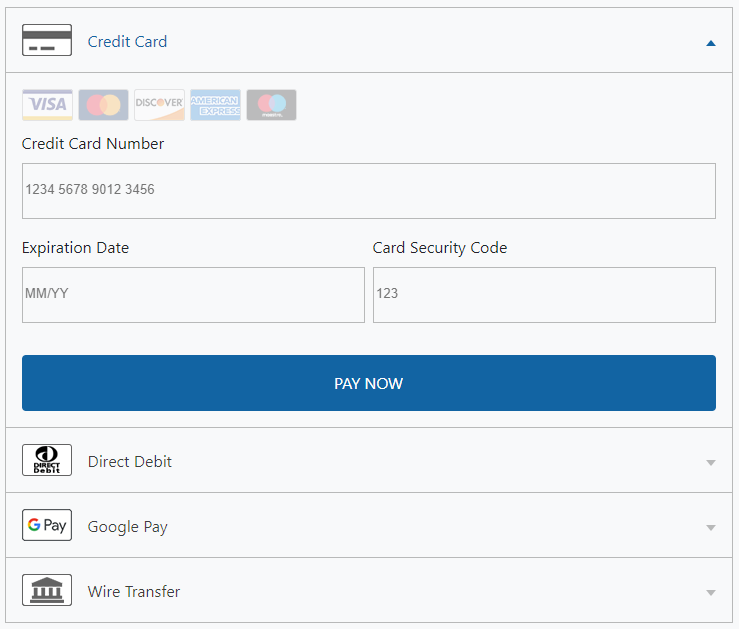 Credit Card
VISA DISCOVER AMERICAN EXPRESS
Credit Card Number
1234 5678 9012 3456
Expiration Date Card Security Code
MM/YY 123
PAY NOW
DIRECT Debit Direct Debit
G Pay Google Pay
Wire Transfer